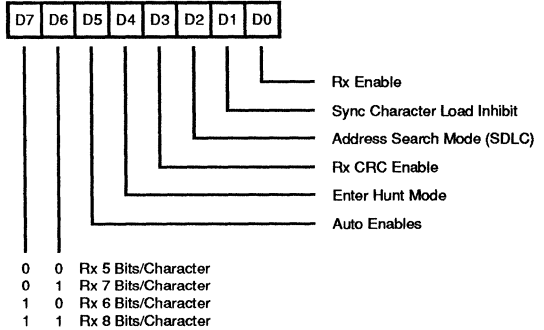 D7 D6 D5 D4 D3 D2 D1 D0
Rx Enable
Sync Character Load Inhibit
Address Search Mode (SDLC)
Rx CRC Enable
Enter Hunt Mode
Auto Enables
0 0 Rx 5 Bits/Character
0 1 Rx 7 Bits/Character
1 0 Rx 6 Bits/Character
1 1 Rx 8 Bits/Character